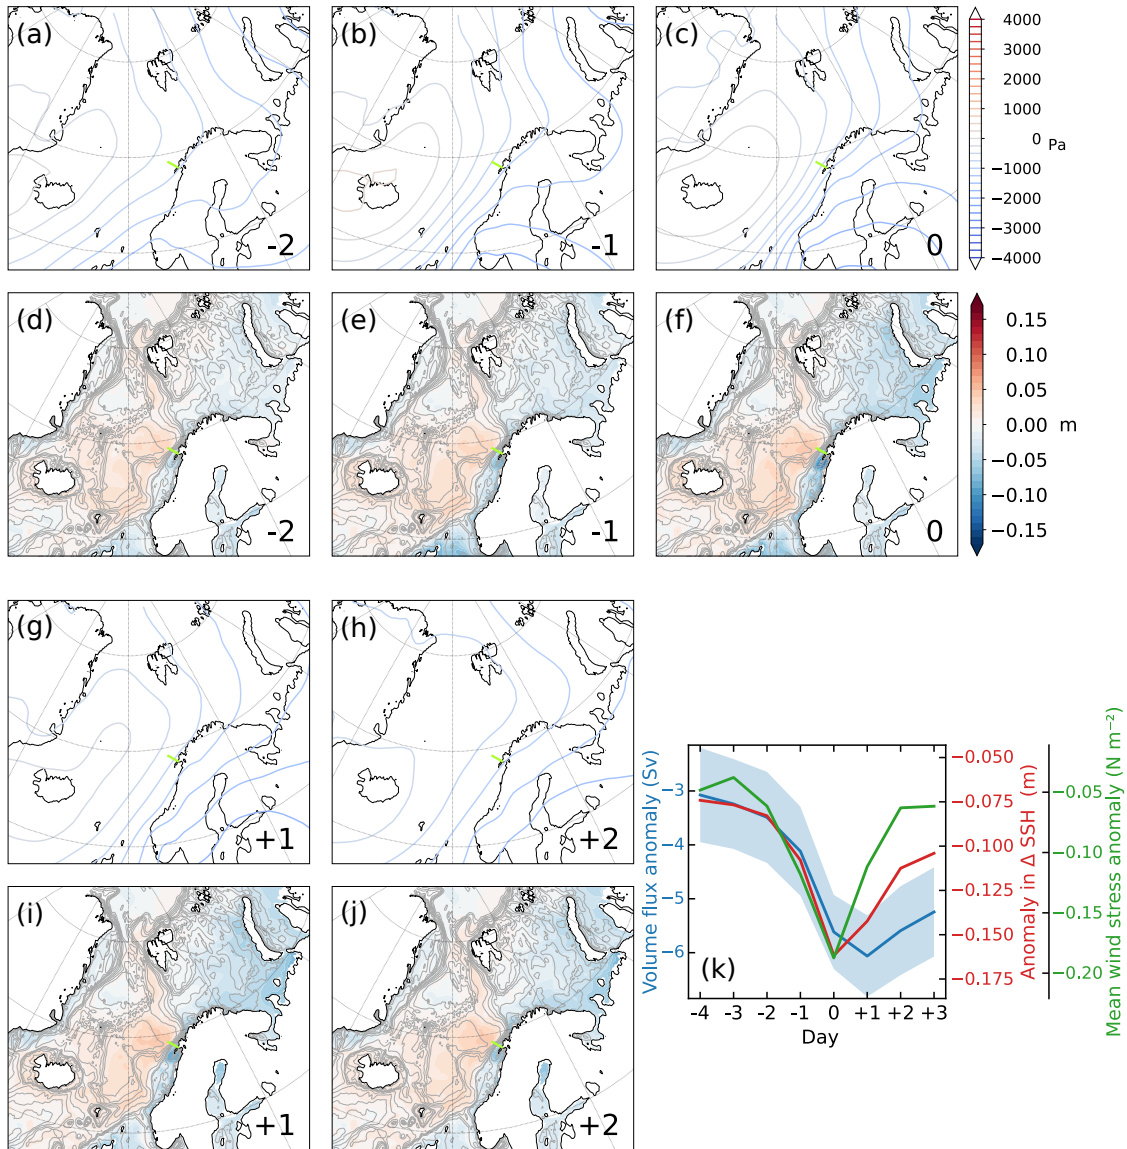 (a)
-2
(b)
-1
(c)
0
4000
3000
2000
1000
0
−1000
−2000
−3000
−4000
Pa
(d)
-2
(e)
-1
(f)
0
0.15
0.10
0.05
0.00
−0.05
−0.10
−0.15
m
(g)
+1
(h)
+2
(i)
+1
(j)
+2
(k)
Volume flux anomaly (Sv)
−3
−4
−5
−6
-4 -3 -2 -1 0 +1 +2 +3
Day
−0.050
−0.075
−0.100
−0.125
−0.150
−0.175
Anomaly in Δ SSH (m)
−0.05
−0.10
−0.15
−0.20
Mean wind stress anomaly (N m⁻²)